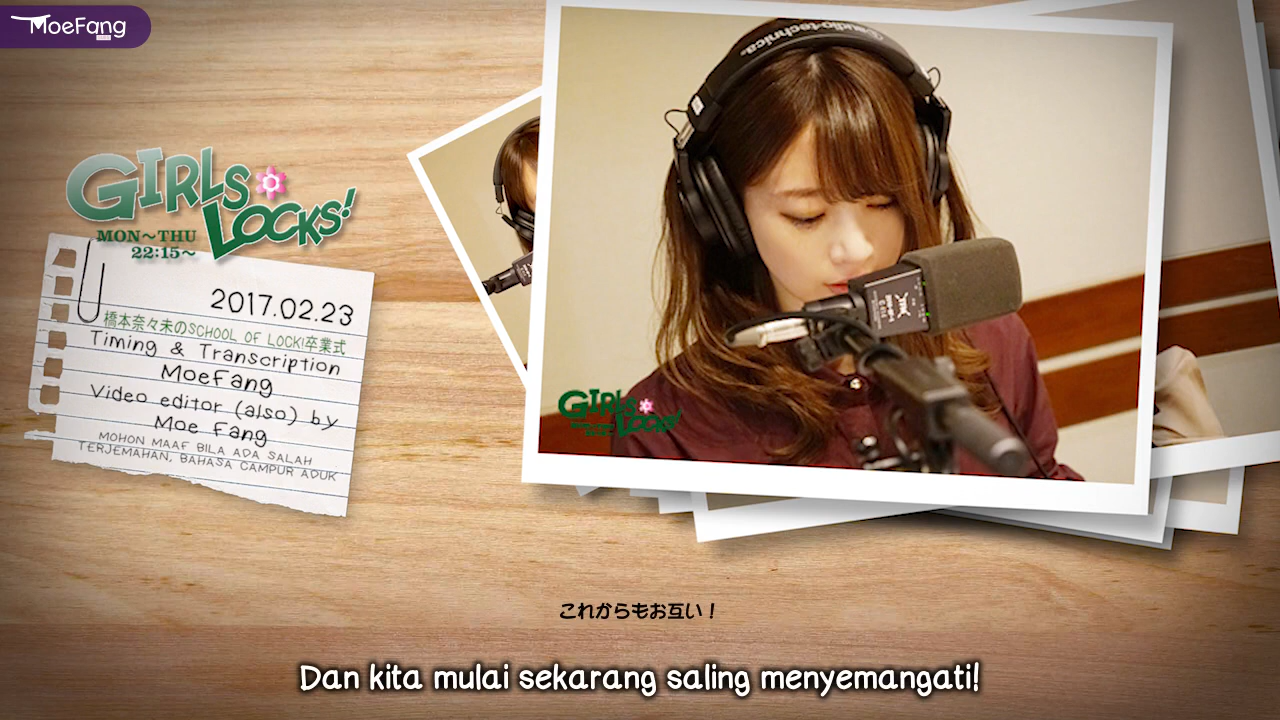 MoeFang
GIRLS
LOCKS!
MON～THU
22:15～
2017.02.23
橋本奈々未のSCHOOL OF LOCK!卒業式
Timing & Transcription
MoeFang
Video editor (also) by
Moe Fang
MOHON MAAF BILA ADA SALAH
TERJEMAHAN, BAHASA CAMPUR ADUK
audio-technica
GIRLS
LOCKS!
これからもお互い！
Dan kita mulai sekarang saling menyemangati!